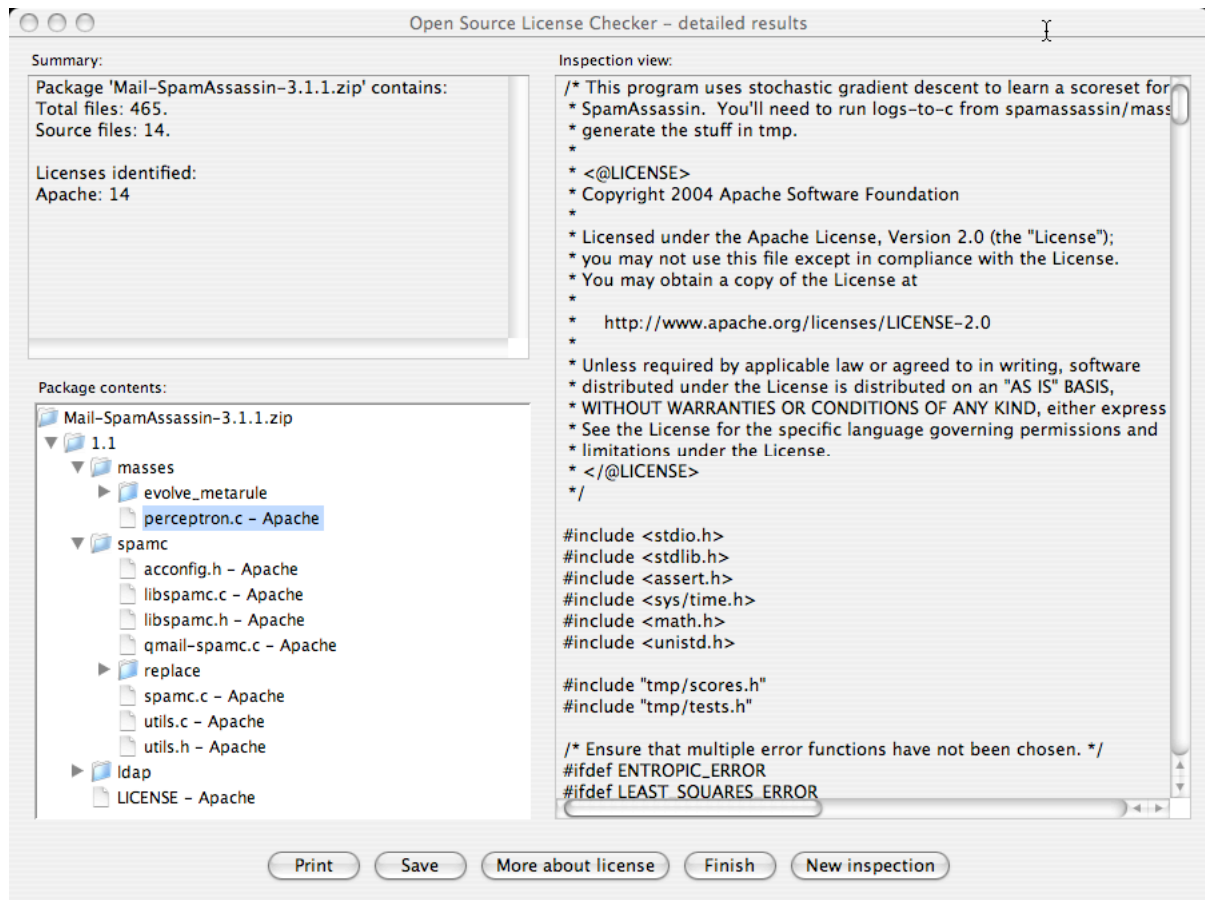 Open Source License Checker – detailed results
Summary:
Package 'Mail-SpamAssassin-3.1.1.zip' contains:
Total files: 465.
Source files: 14.
Licenses identified:
Apache: 14
Package contents:
Mail-SpamAssassin-3.1.1.zip
1.1
masses
evolve_metarule
perceptron.c – Apache
spamc
acconfig.h – Apache
libspamc.c – Apache
libspamc.h – Apache
qmail-spamc.c – Apache
replace
spamc.c – Apache
utils.c – Apache
utils.h – Apache
ldap
LICENSE – Apache
Inspection view:
/* This program uses stochastic gradient descent to learn a scoreset for
* SpamAssassin.  You'll need to run logs-to-c from spamassassin/mass
* generate the stuff in tmp.
*
* <@LICENSE>
* Copyright 2004 Apache Software Foundation
*
* Licensed under the Apache License, Version 2.0 (the "License");
* you may not use this file except in compliance with the License.
* You may obtain a copy of the License at
*
*     http://www.apache.org/licenses/LICENSE-2.0
*
* Unless required by applicable law or agreed to in writing, software
* distributed under the License is distributed on an "AS IS" BASIS,
* WITHOUT WARRANTIES OR CONDITIONS OF ANY KIND, either express
* See the License for the specific language governing permissions and
* limitations under the License.
* </@LICENSE>
*/
#include <stdio.h>
#include <stdlib.h>
#include <assert.h>
#include <sys/time.h>
#include <math.h>
#include <unistd.h>
#include "tmp/scores.h"
#include "tmp/tests.h"
/* Ensure that multiple error functions have not been chosen. */
#ifdef ENTROPIC_ERROR
#ifdef LEAST_SQUARES_ERROR
Print
Save
More about license
Finish
New inspection